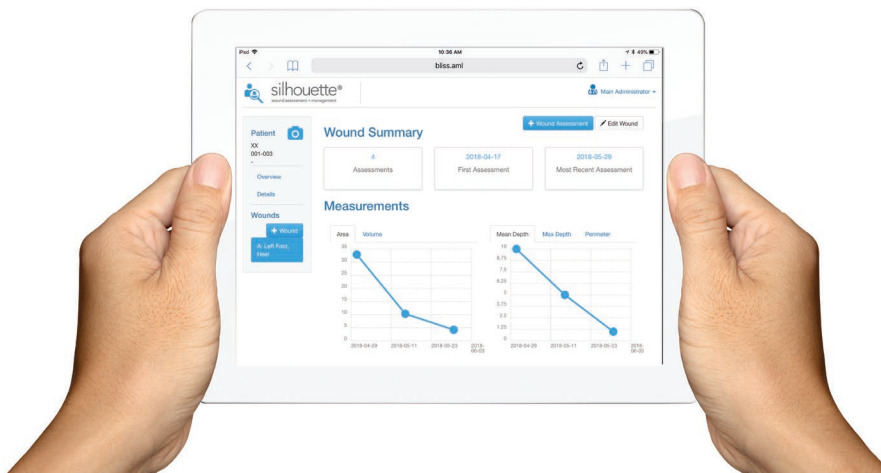 iPad
10:36 AM
49%
bliss.ami
silhouette®
wound assessment + management
Main Administrator
Patient
XX
001-003
-
Overview
Details
Wounds
+ Wound
A: Left Foot,
Heel
+ Wound Assessment
Edit Wound
Wound Summary
4
Assessments
2018-04-17
First Assessment
2018-05-29
Most Recent Assessment
Measurements
Area Volume
35
30
25
20
15
10
5
0
2018-04-29 2018-05-11 2018-05-23 2018-
06-03
Mean Depth Max Depth Perimeter
10
8.75
7.5
6.25
5
3.75
2.5
1.25
0
2018-04-29 2018-05-11 2018-05-23 2018-
06-03